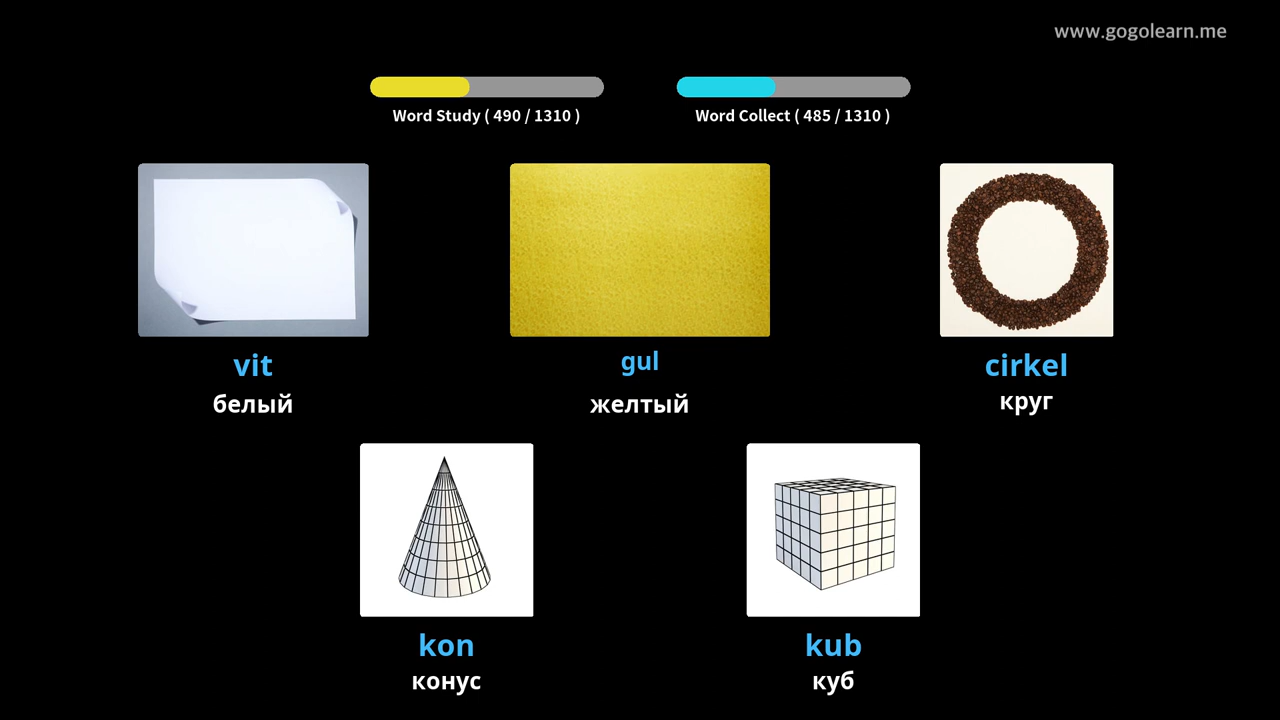 www.gogolearn.me
Word Study ( 490 / 1310 )
Word Collect ( 485 / 1310 )
vit
белый
gul
желтый
cirkel
круг
kon
конус
kub
куб